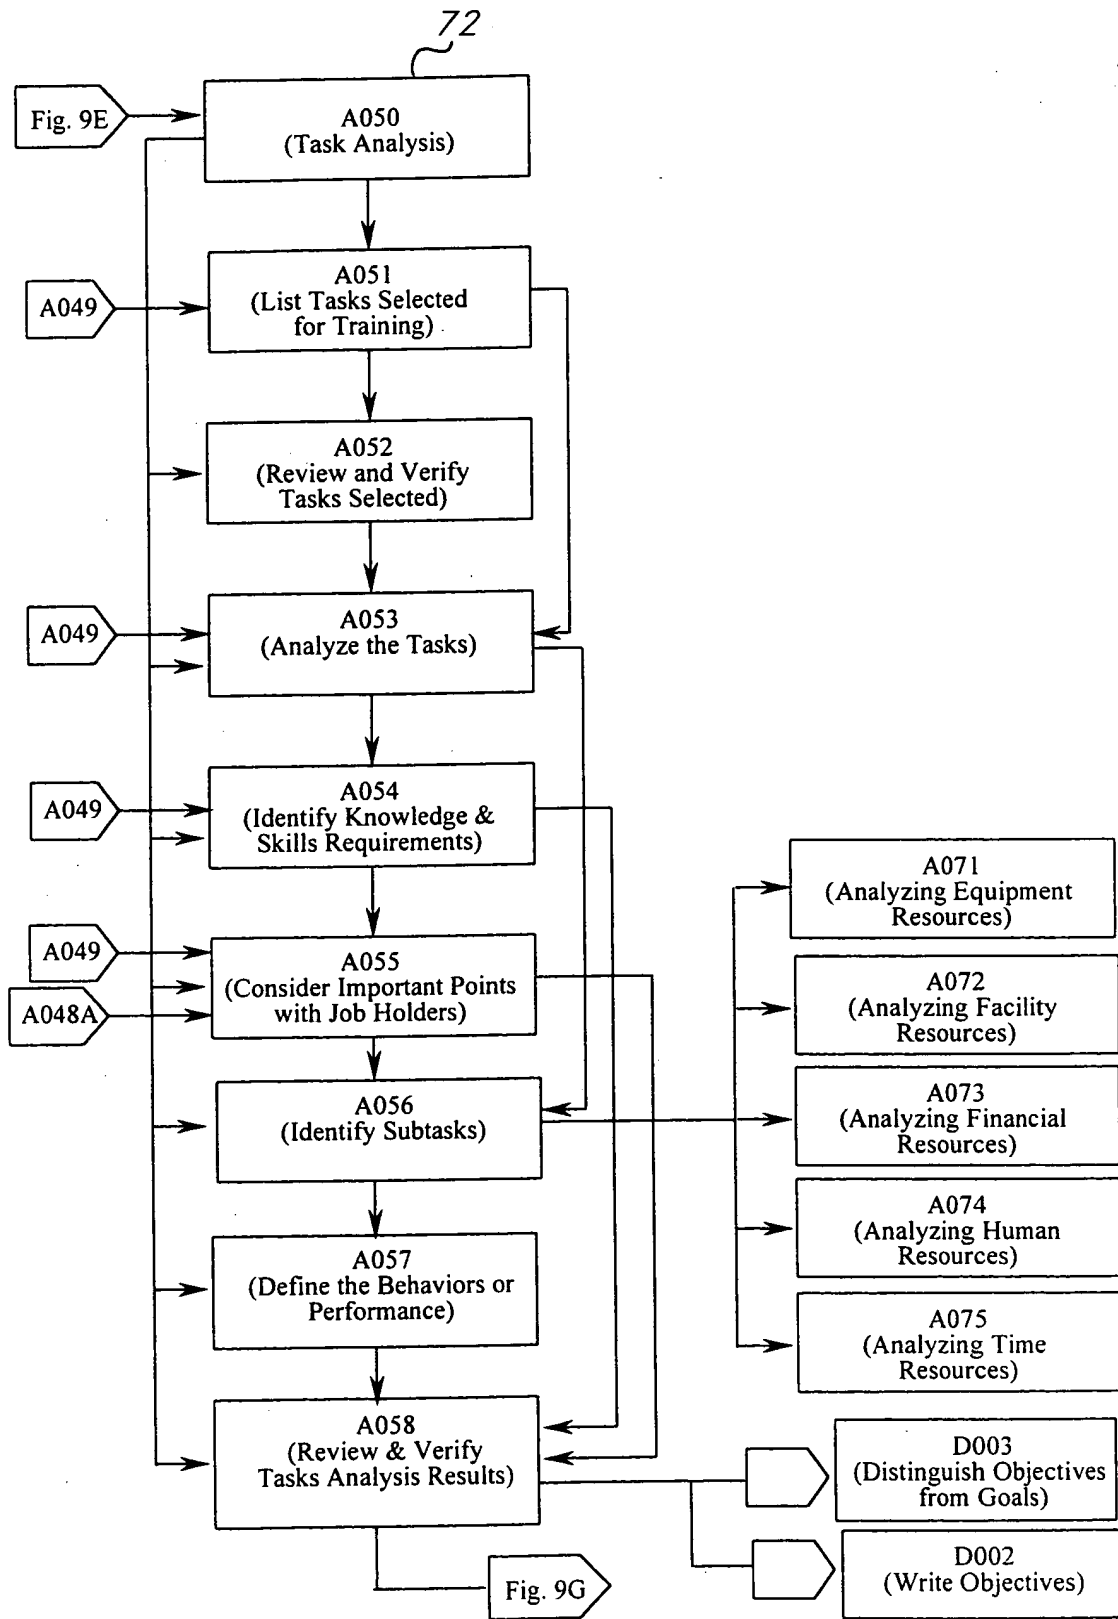 72
Fig. 9E
A050
(Task Analysis)
A049
A051
(List Tasks Selected
for Training)
A052
(Review and Verify
Tasks Selected)
A049
A053
(Analyze the Tasks)
A049
A054
(Identify Knowledge &
Skills Requirements)
A049
A048A
A055
(Consider Important Points
with Job Holders)
A056
(Identify Subtasks)
A057
(Define the Behaviors or
Performance)
A058
(Review & Verify
Tasks Analysis Results)
Fig. 9G
A071
(Analyzing Equipment
Resources)
A072
(Analyzing Facility
Resources)
A073
(Analyzing Financial
Resources)
A074
(Analyzing Human
Resources)
A075
(Analyzing Time
Resources)
D003
(Distinguish Objectives
from Goals)
D002
(Write Objectives)